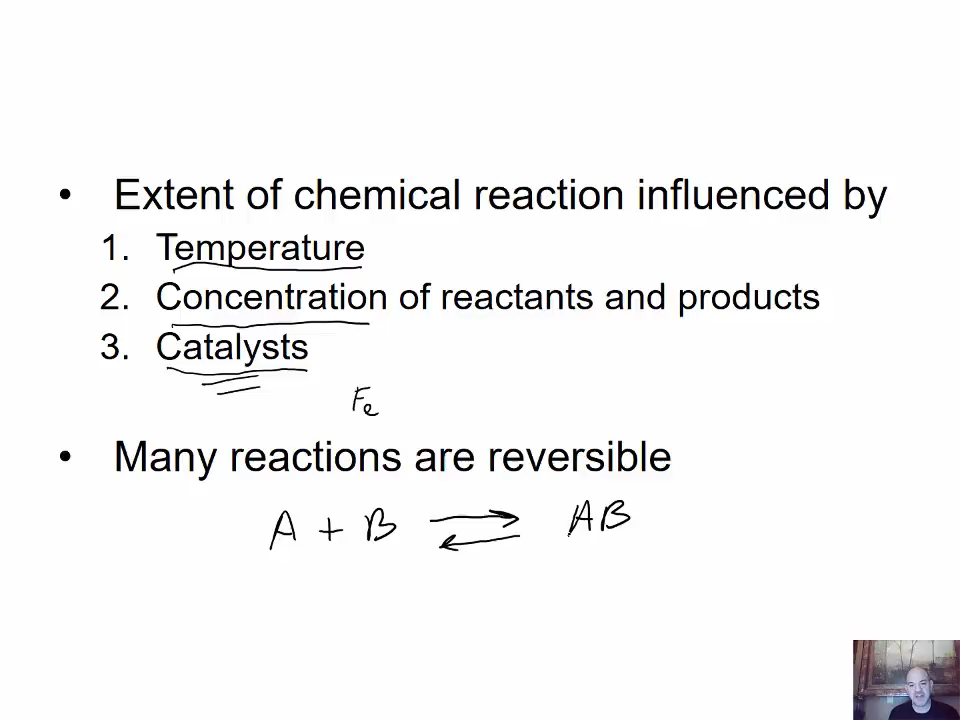 • Extent of chemical reaction influenced by
1. Temperature
2. Concentration of reactants and products
3. Catalysts
Fe
• Many reactions are reversible
A + B ⇌ AB